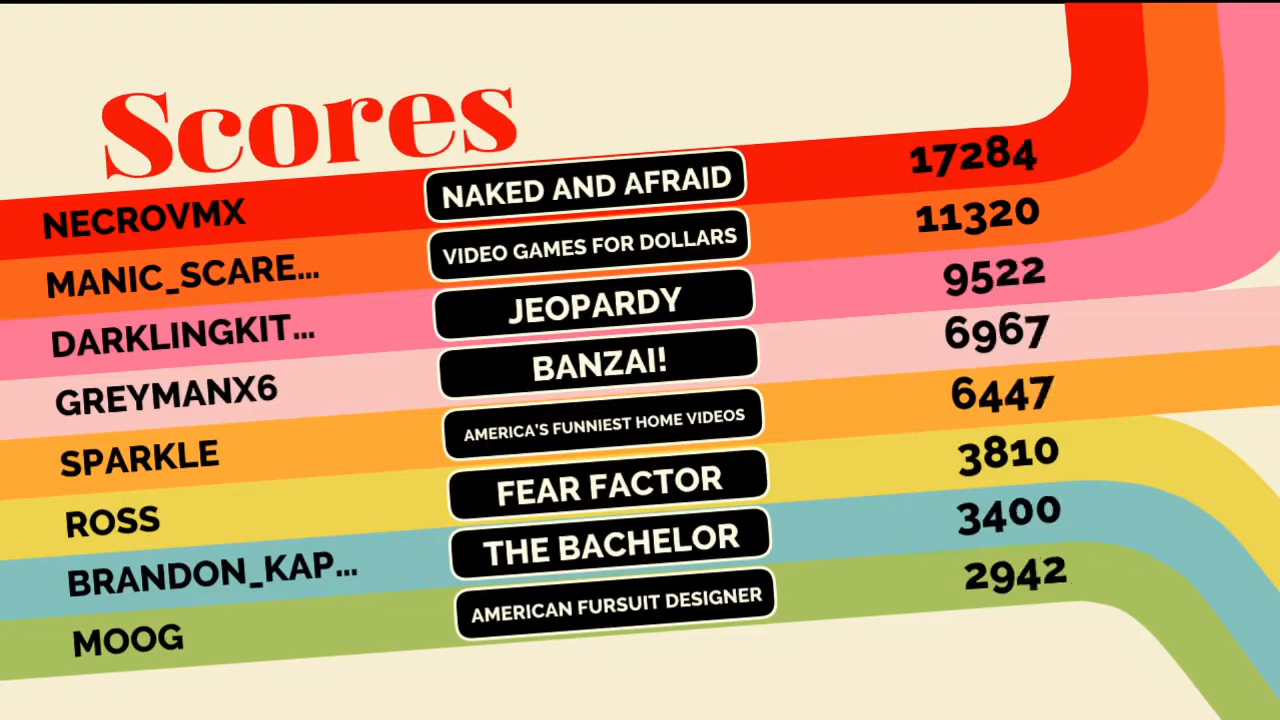 Scores
NECROVMX NAKED AND AFRAID 17284
MANIC_SCARE... VIDEO GAMES FOR DOLLARS 11320
DARKLINGKIT... JEOPARDY 9522
GREYMANX6 BANZAI! 6967
SPARKLE AMERICA'S FUNNIEST HOME VIDEOS 6447
ROSS FEAR FACTOR 3810
BRANDON_KAP... THE BACHELOR 3400
MOOG AMERICAN FURSUIT DESIGNER 2942